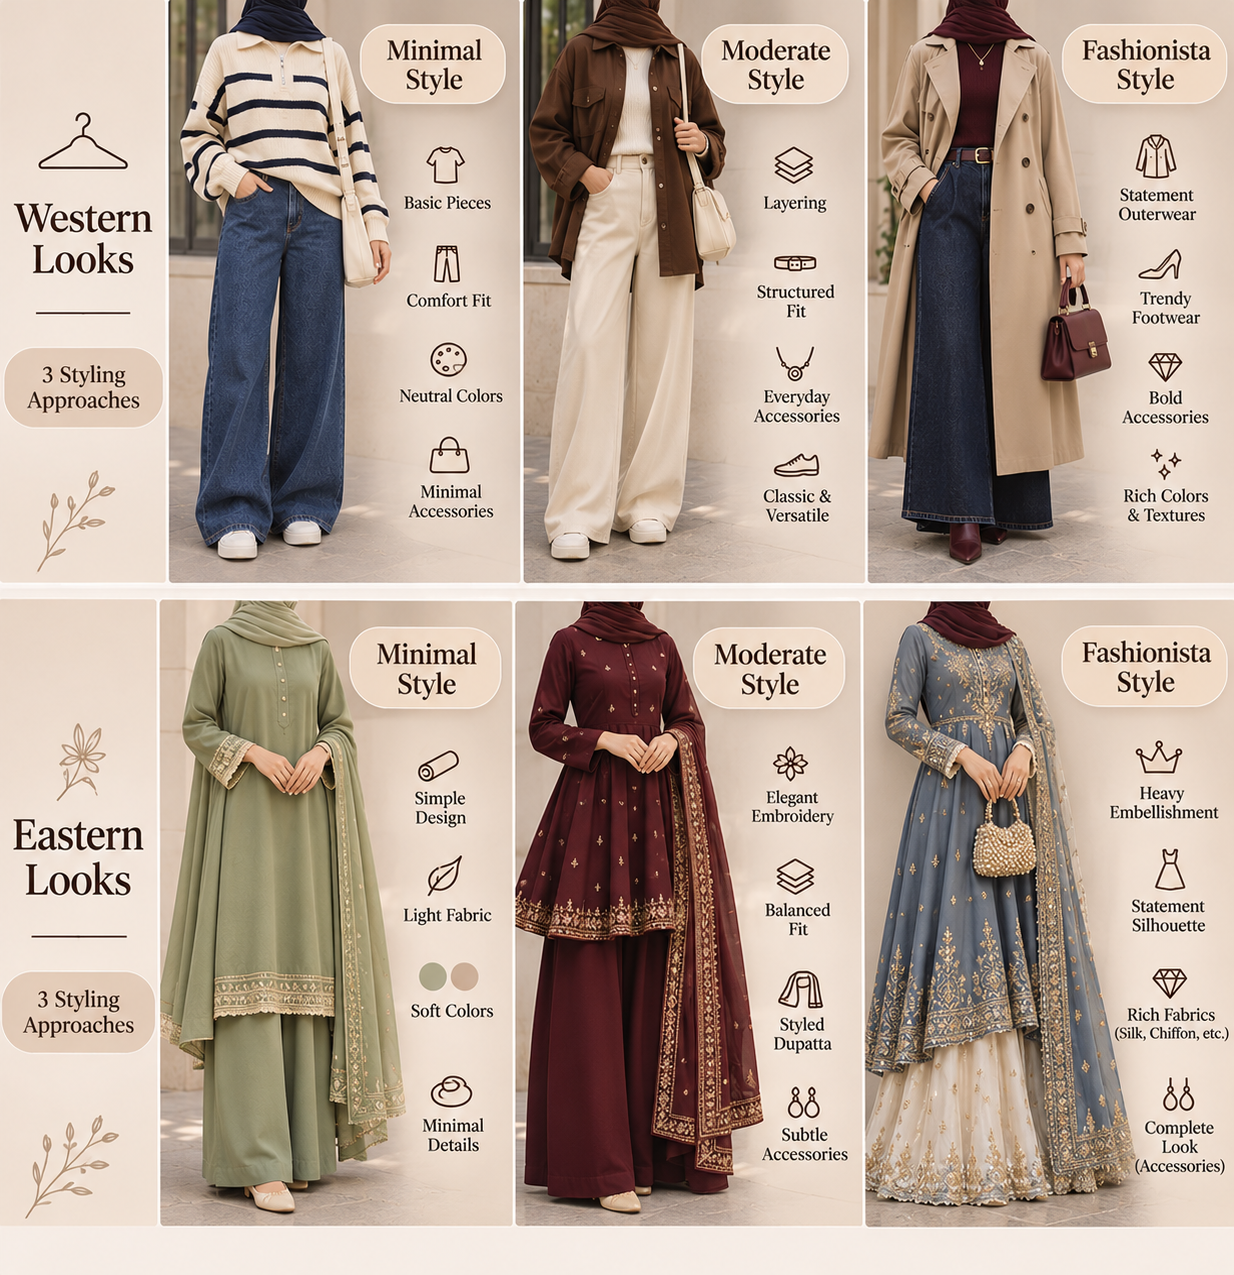 Western
Looks
3 Styling
Approaches
Minimal
Style
Basic Pieces
Comfort Fit
Neutral Colors
Minimal
Accessories
Moderate
Style
Layering
Structured
Fit
Everyday
Accessories
Classic &
Versatile
Fashionista
Style
Statement
Outerwear
Trendy
Footwear
Bold
Accessories
Rich Colors
& Textures
Eastern
Looks
3 Styling
Approaches
Minimal
Style
Simple
Design
Light Fabric
Soft Colors
Minimal
Details
Moderate
Style
Elegant
Embroidery
Balanced
Fit
Styled
Dupatta
Subtle
Accessories
Fashionista
Style
Heavy
Embellishment
Statement
Silhouette
Rich Fabrics
(Silk, Chiffon, etc.)
Complete
Look
(Accessories)